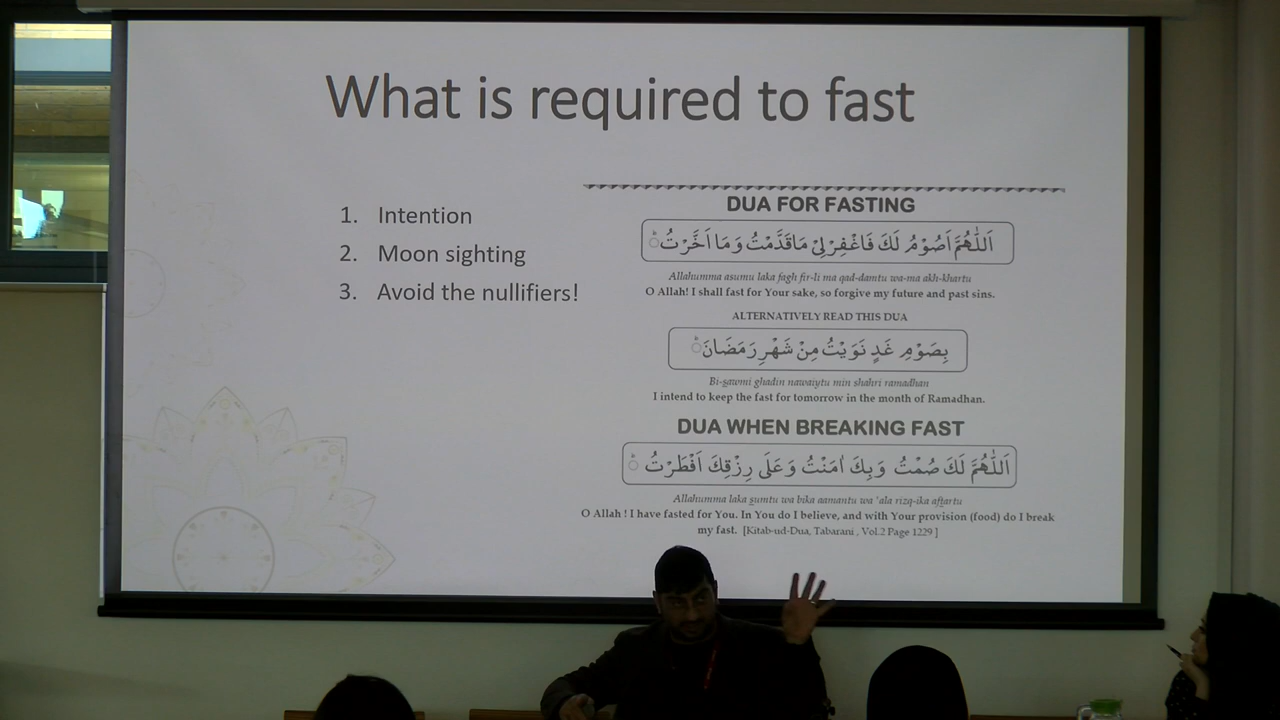 What is required to fast
1. Intention
2. Moon sighting
3. Avoid the nullifiers!
DUA FOR FASTING
اَللّٰهُمَّ اَصُوْمُ لَكَ فَاغْفِرْلِيْ مَاقَدَّمْتُ وَمَا اَخَّرْتُ
Allahumma asumu laka fagh fir-li ma qad-damtu wa-ma akh-khartu
O Allah! I shall fast for Your sake, so forgive my future and past sins.
ALTERNATIVELY READ THIS DUA
بِصَوْمِ غَدٍ نَوَيْتُ مِنْ شَهْرِ رَمَضَانَ
Bi-sawmi ghadin nawaiytu min shahri ramadhan
I intend to keep the fast for tomorrow in the month of Ramadhan.
DUA WHEN BREAKING FAST
اَللّٰهُمَّ لَكَ صُمْتُ وَبِكَ اٰمَنْتُ وَعَلَى رِزْقِكَ اَفْطَرْتُ
Allahumma laka sumtu wa bika aamantu wa 'ala rizq-ika aftartu
O Allah ! I have fasted for You. In You do I believe, and with Your provision (food) do I break
my fast. [Kitab-ud-Dua, Tabarani , Vol.2 Page 1229 ]